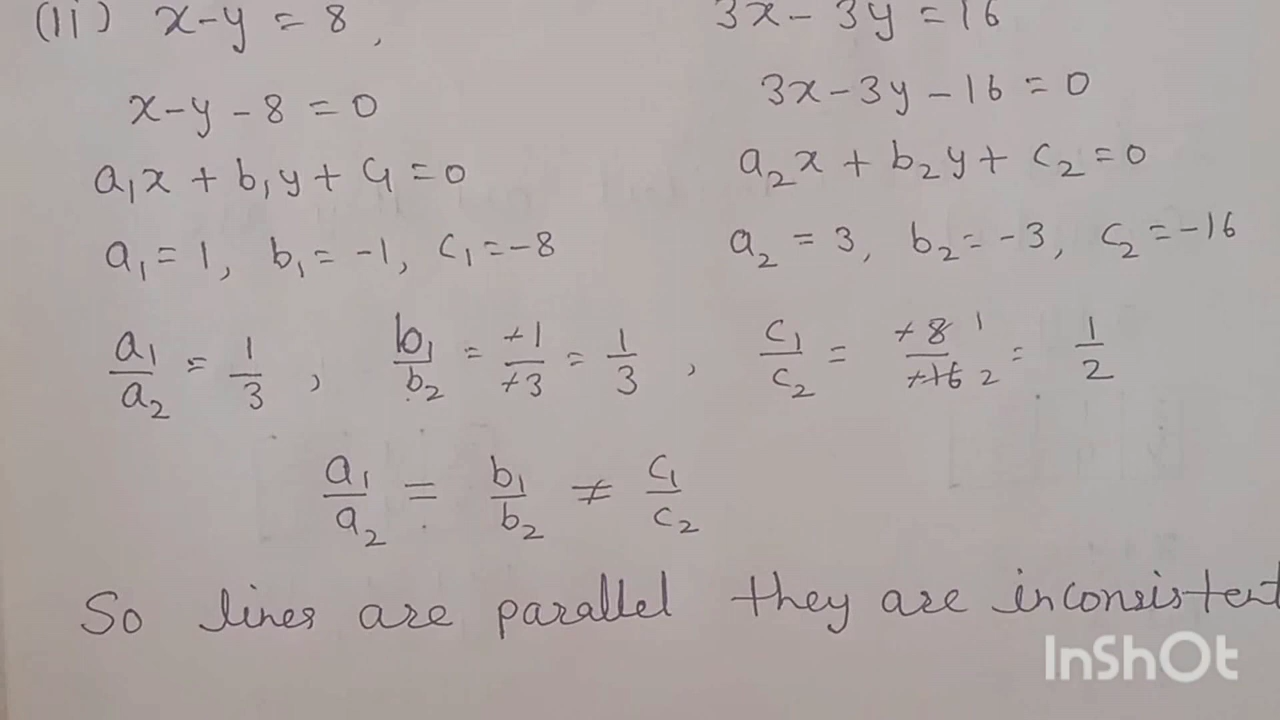 (ii) x-y = 8, 3x - 3y = 16
x-y - 8 = 0 3x - 3y - 16 = 0
a₁x + b₁y + c₁ = 0 a₂x + b₂y + c₂ = 0
a₁ = 1, b₁ = -1, c₁ = -8 a₂ = 3, b₂ = -3, c₂ = -16
a₁/a₂ = 1/3, b₁/b₂ = -1/-3 = 1/3, c₁/c₂ = -8/-16 = 1/2
a₁/a₂ = b₁/b₂ ≠ c₁/c₂
So lines are parallel they are inconsistent
InShOt